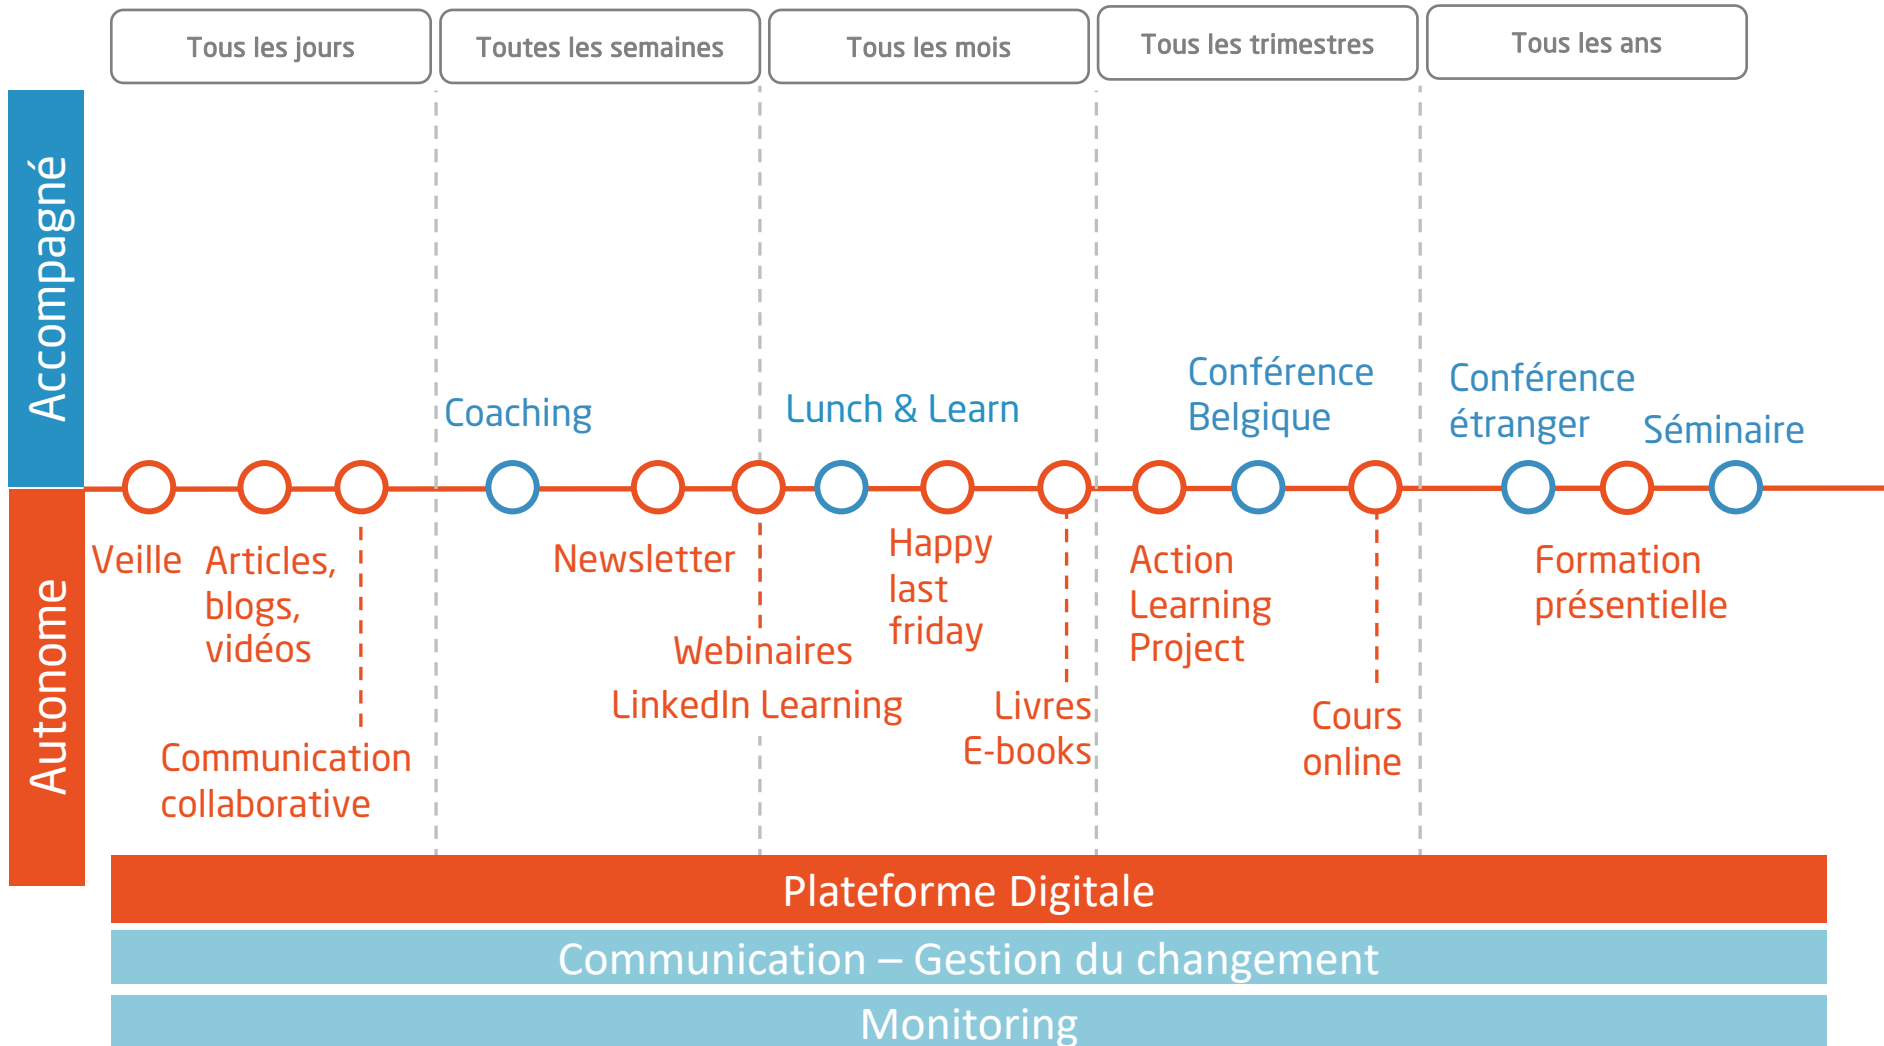 Tous les jours
Toutes les semaines
Tous les mois
Tous les trimestres
Tous les ans
Accompagné
Autonome
Coaching
Lunch & Learn
Conférence
Belgique
Conférence
étranger
Séminaire
Veille
Articles,
blogs,
vidéos
Communication
collaborative
Newsletter
Webinaires
LinkedIn Learning
Happy
last
friday
Livres
E-books
Action
Learning
Project
Cours
online
Formation
présentielle
Plateforme Digitale
Communication – Gestion du changement
Monitoring